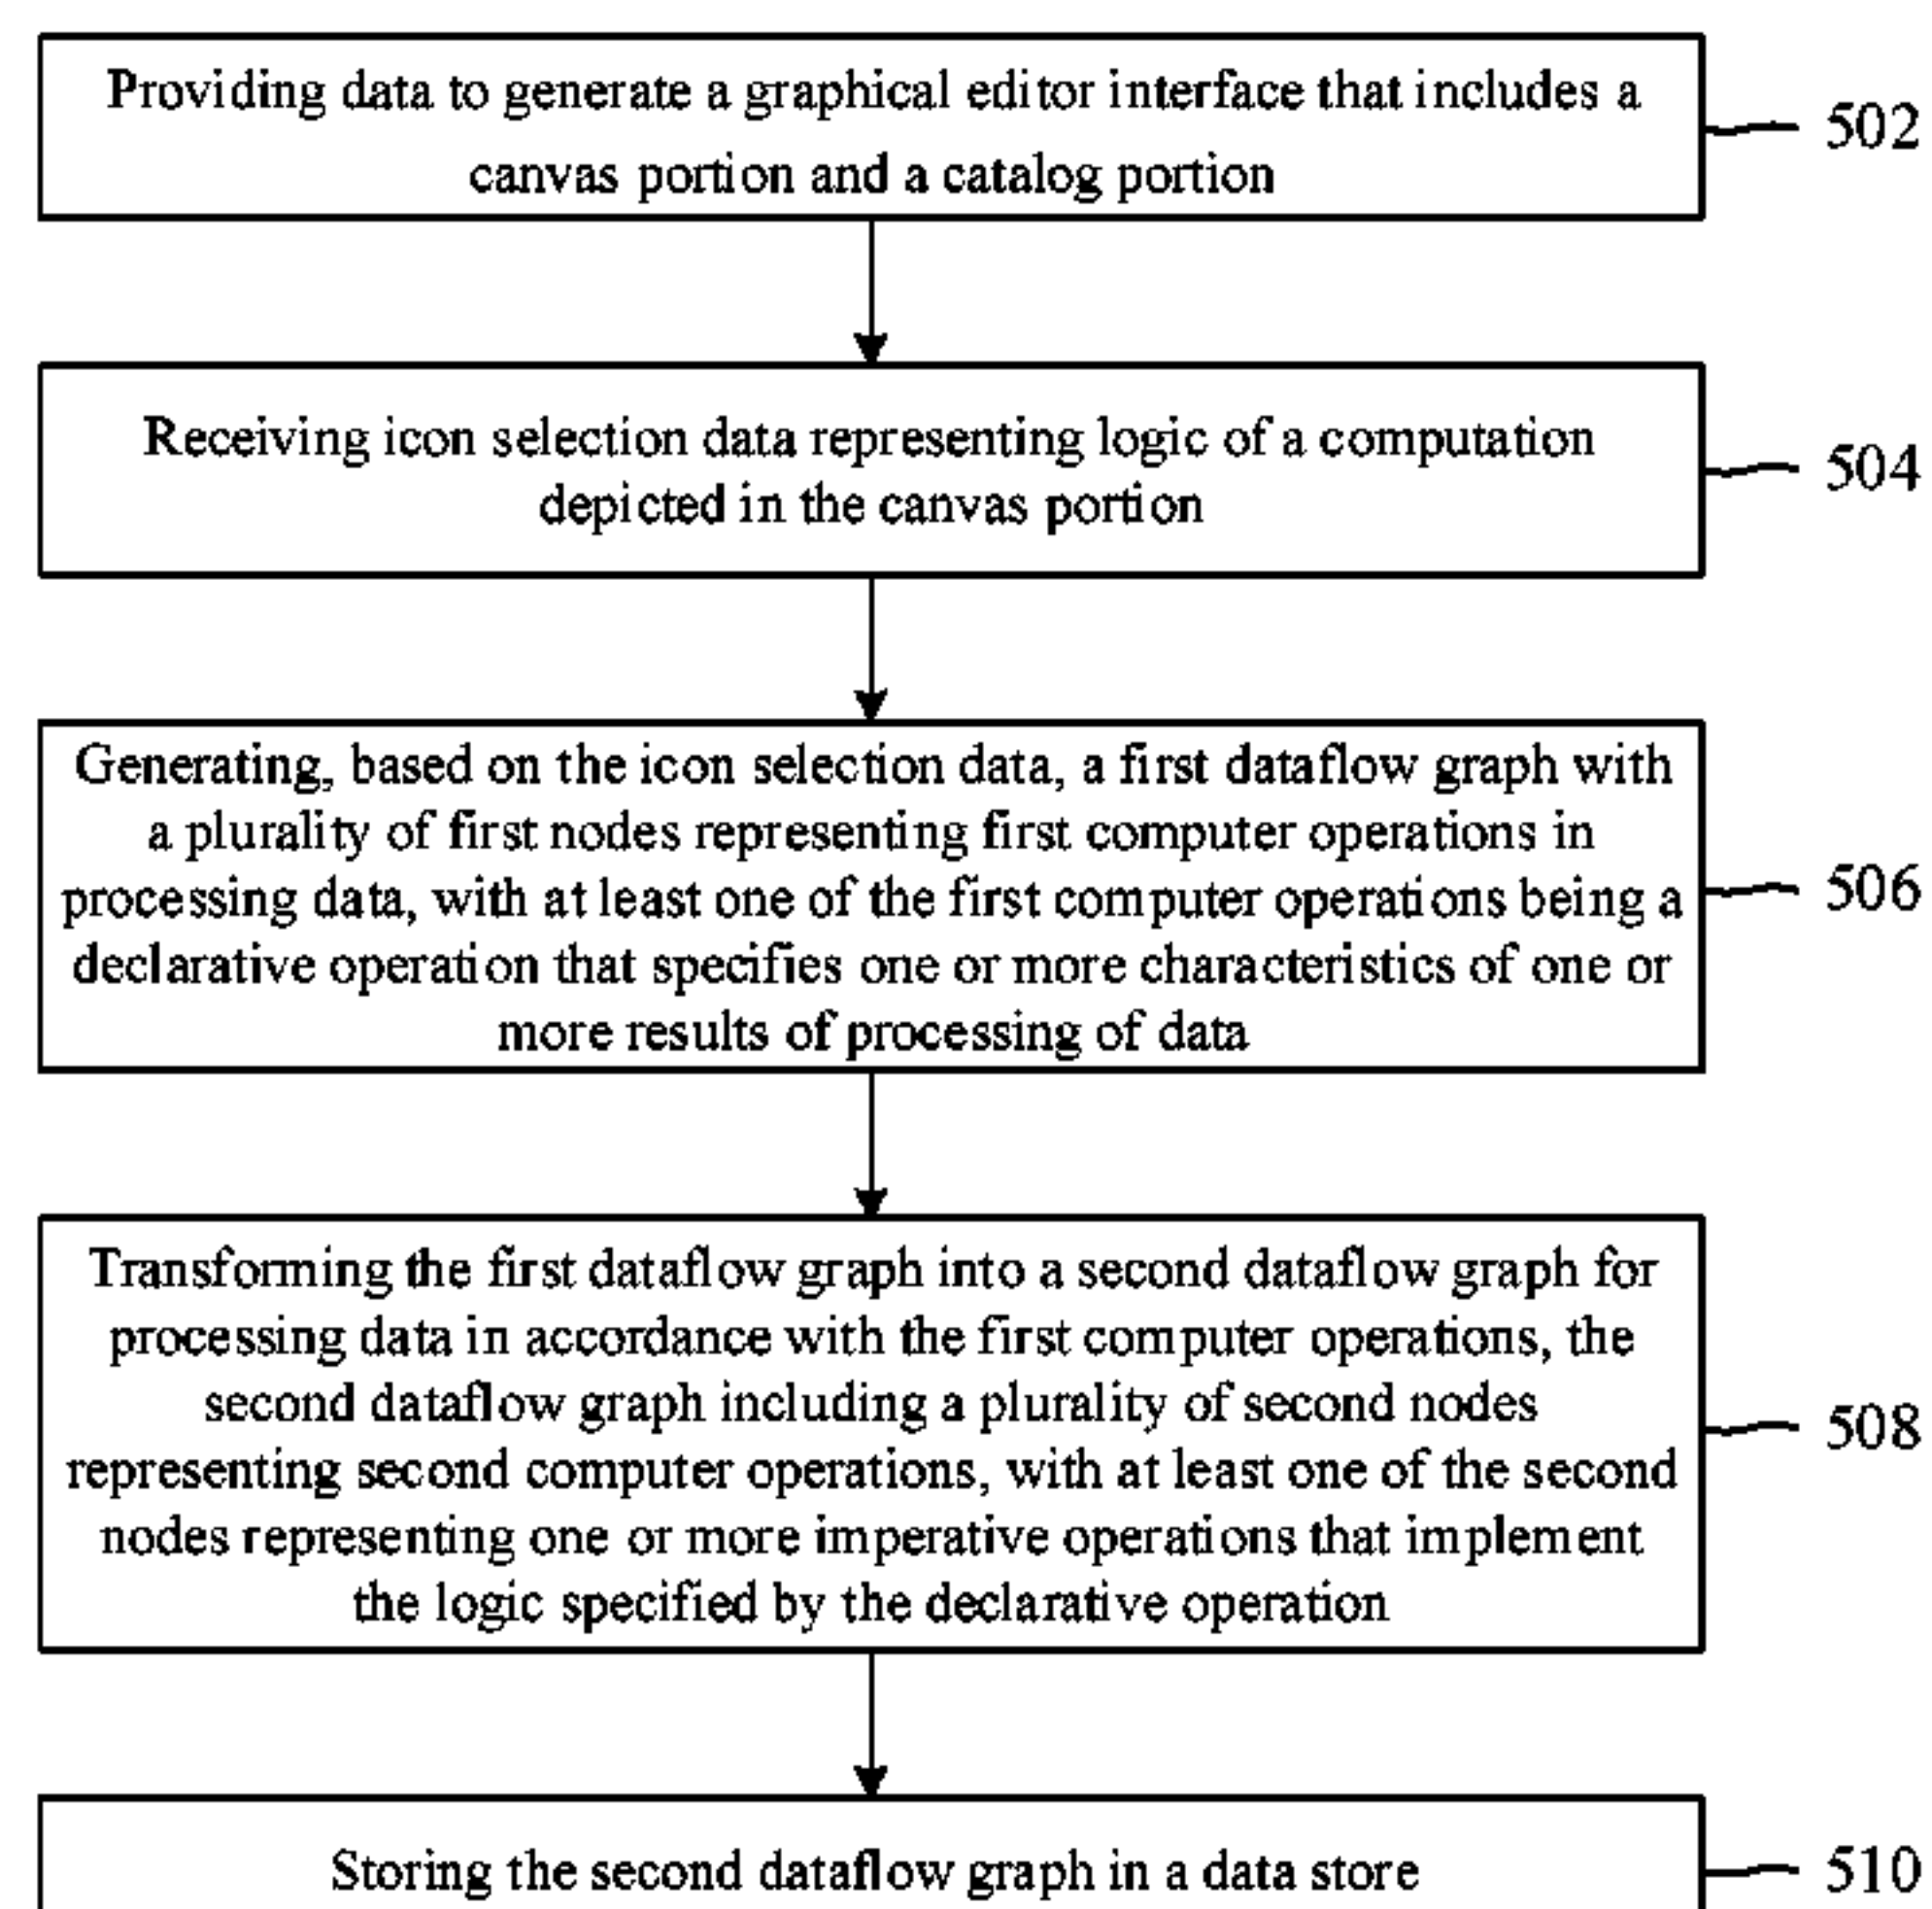 Providing data to generate a graphical editor interface that includes a
canvas portion and a catalog portion
502
Receiving icon selection data representing logic of a computation
depicted in the canvas portion
504
Generating, based on the icon selection data, a first dataflow graph with
a plurality of first nodes representing first computer operations in
processing data, with at least one of the first computer operations being a
declarative operation that specifies one or more characteristics of one or
more results of processing of data
506
Transforming the first dataflow graph into a second dataflow graph for
processing data in accordance with the first computer operations, the
second dataflow graph including a plurality of second nodes
representing second computer operations, with at least one of the second
nodes representing one or more imperative operations that implement
the logic specified by the declarative operation
508
Storing the second dataflow graph in a data store
510